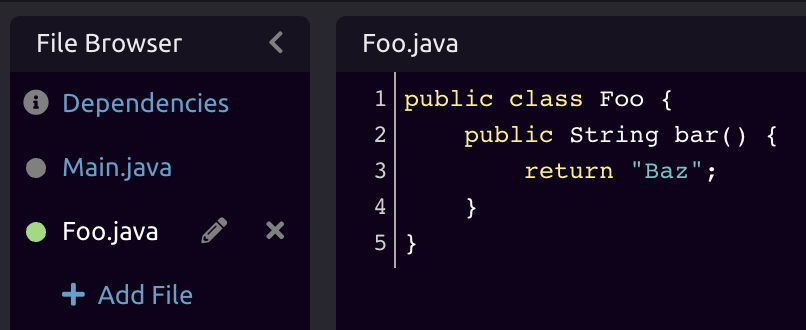 File Browser
Dependencies
Main.java
Foo.java
Add File
Foo.java
1 public class Foo {
2     public String bar() {
3         return "Baz";
4     }
5 }